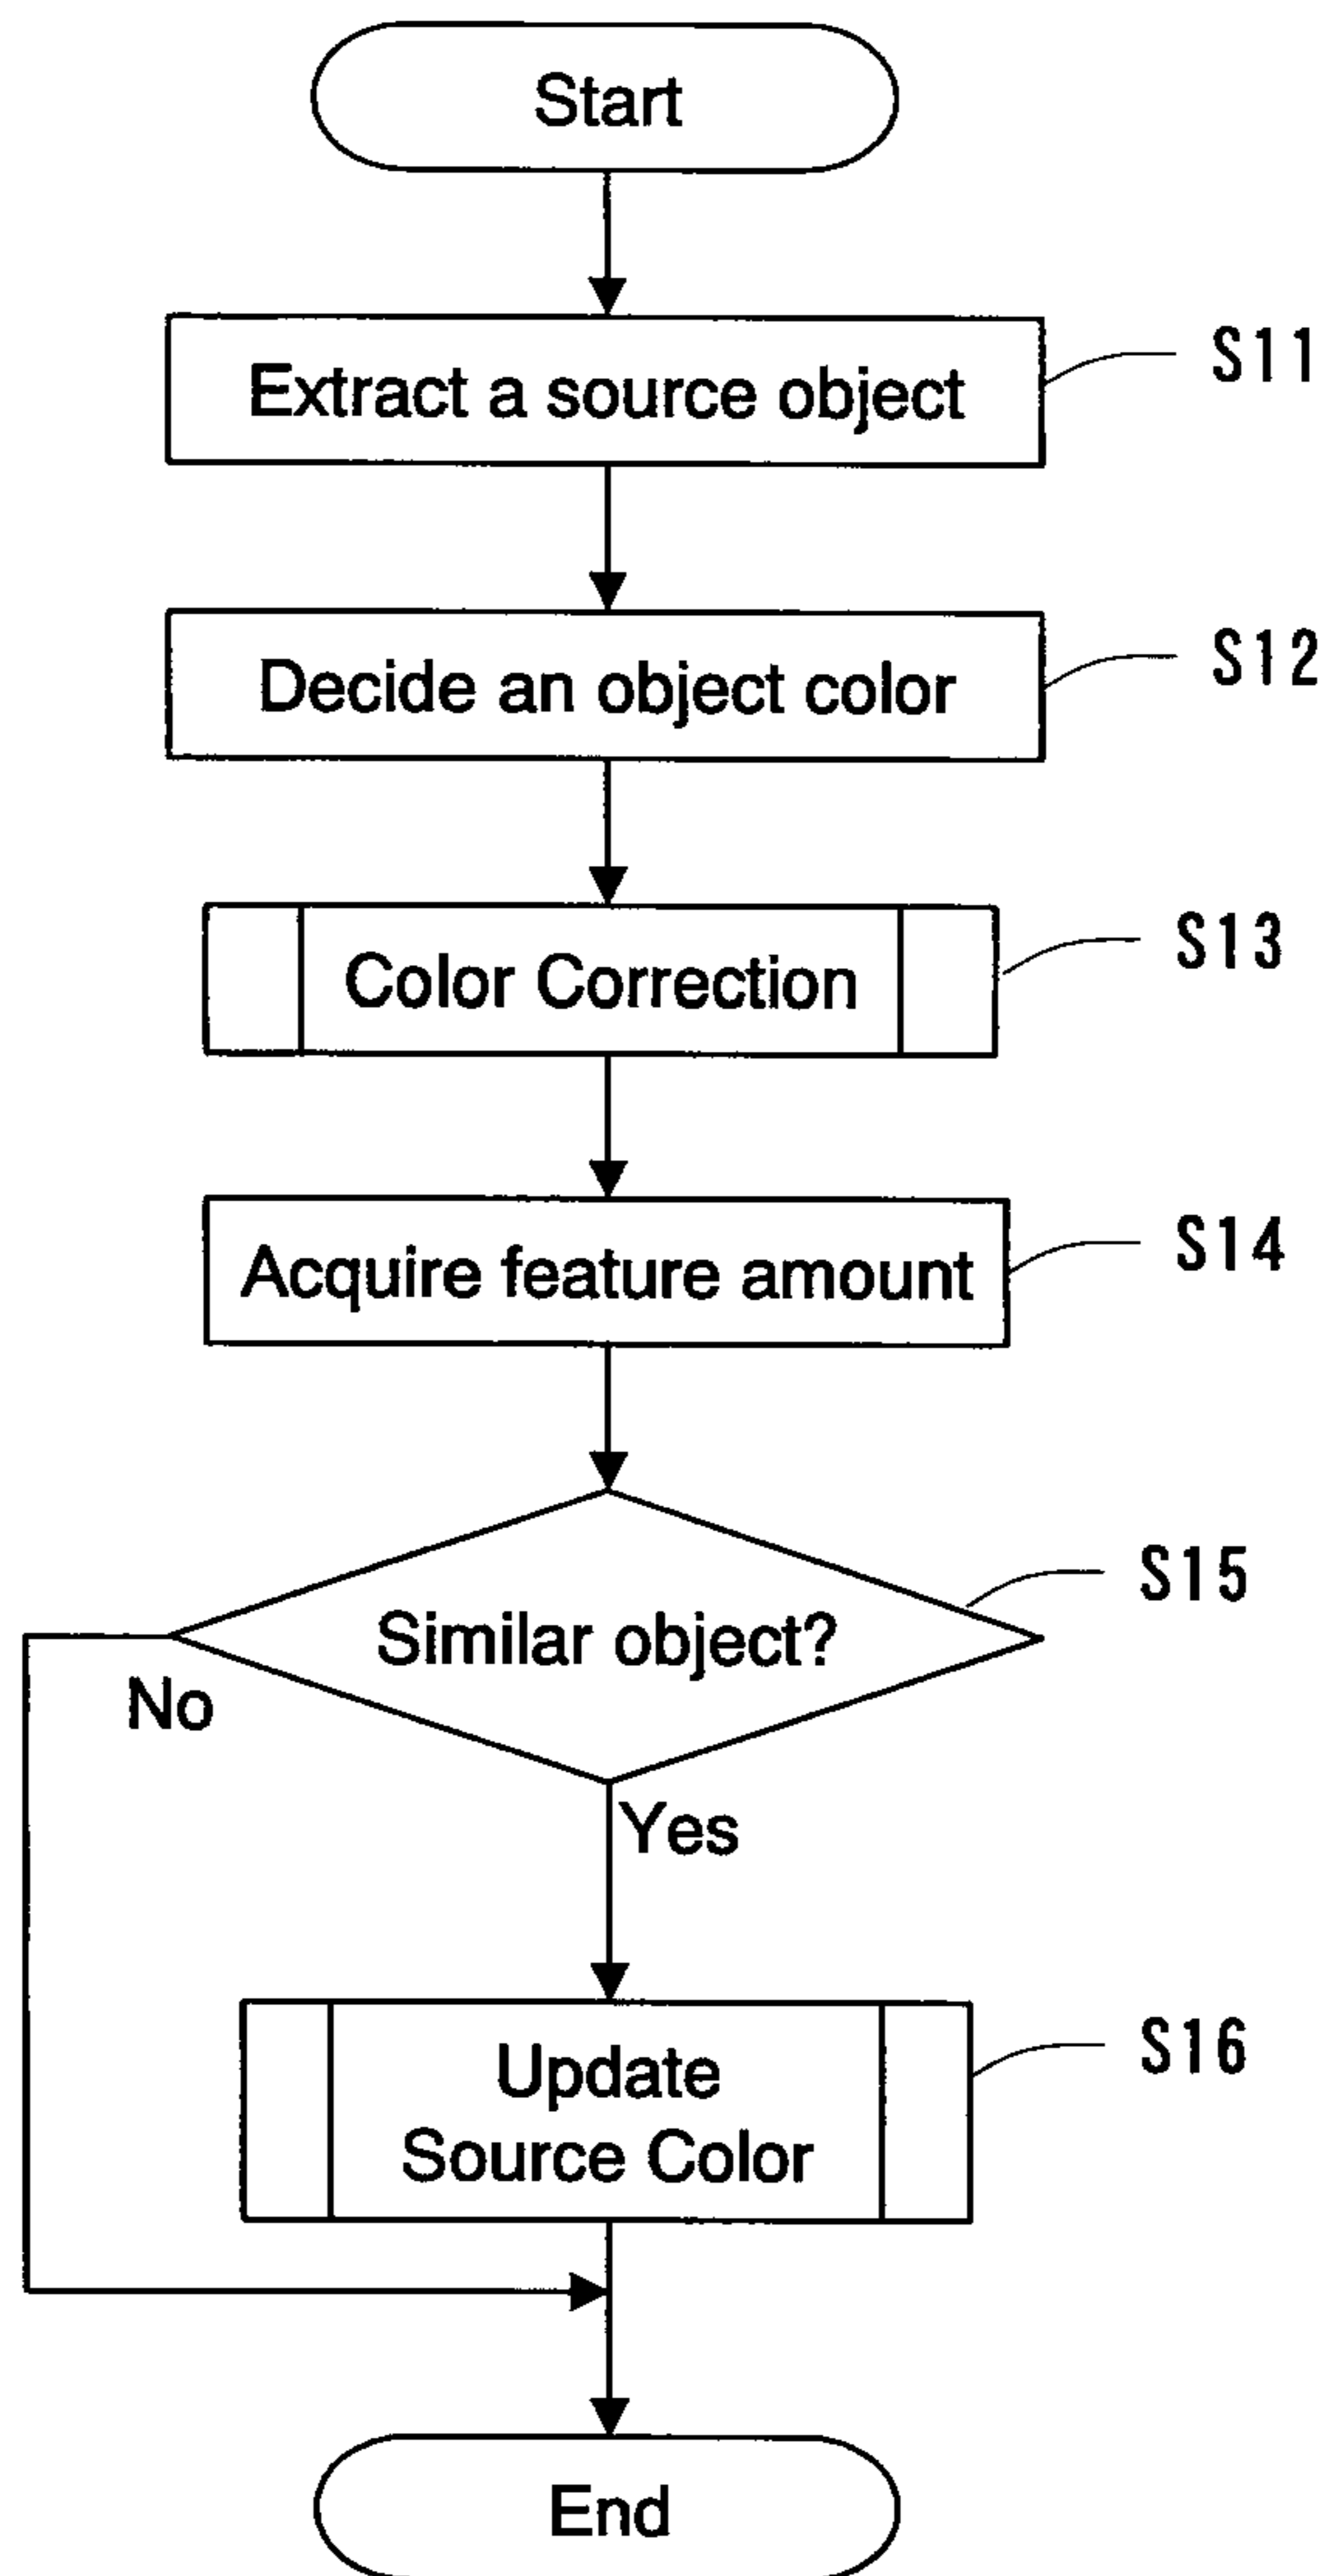 Start
Extract a source object
S11
Decide an object color
S12
Color Correction
S13
Acquire feature amount
S14
Similar object?
S15
No
Yes
Update
Source Color
S16
End